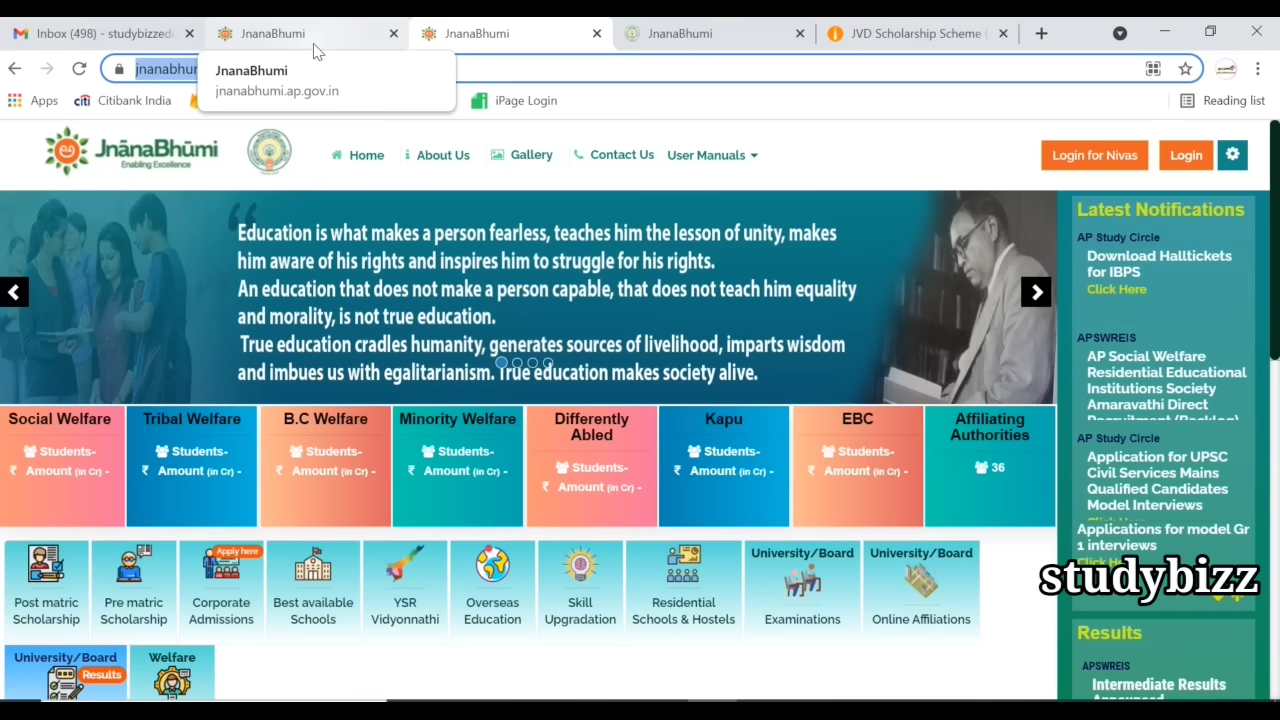 Inbox (498) - studybizzed
JnanaBhumi
JnanaBhumi
JnanaBhumi
JVD Scholarship Scheme (
jnanabhur
JnanaBhumi
jnanabhumi.ap.gov.in
Apps
citi Citibank India
iPage Login
Reading list
JnānaBhūmi
Enabling Excellence
Home
About Us
Gallery
Contact Us
User Manuals
Login for Nivas
Login
Education is what makes a person fearless, teaches him the lesson of unity, makes
him aware of his rights and inspires him to struggle for his rights.
An education that does not make a person capable, that does not teach him equality
and morality, is not true education.
True education cradles humanity, generates sources of livelihood, imparts wisdom
and imbues us with egalitarianism. True education makes society alive.
Latest Notifications
AP Study Circle
Download Halltickets
for IBPS
Click Here
APSWREIS
AP Social Welfare
Residential Educational
Institutions Society
Amaravathi Direct
Recruitment (Backlog)
AP Study Circle
Application for UPSC
Civil Services Mains
Qualified Candidates
Model Interviews
Click Here
Applications for model Gr
1 interviews
Click He
studybizz
Results
APSWREIS
Intermediate Results
Announced
Social Welfare
Students-
₹ Amount (in Cr) -
Tribal Welfare
Students-
₹ Amount (in Cr) -
B.C Welfare
Students-
₹ Amount (in Cr) -
Minority Welfare
Students-
₹ Amount (in Cr) -
Differently
Abled
Students-
₹ Amount (in Cr) -
Kapu
Students-
₹ Amount (in Cr) -
EBC
Students-
₹ Amount (in Cr) -
Affiliating
Authorities
36
Post matric
Scholarship
Pre matric
Scholarship
Apply here
Corporate
Admissions
Best available
Schools
YSR
Vidyonnathi
Overseas
Education
Skill
Upgradation
Residential
Schools & Hostels
University/Board
Examinations
University/Board
Online Affiliations
University/Board
Results
Welfare